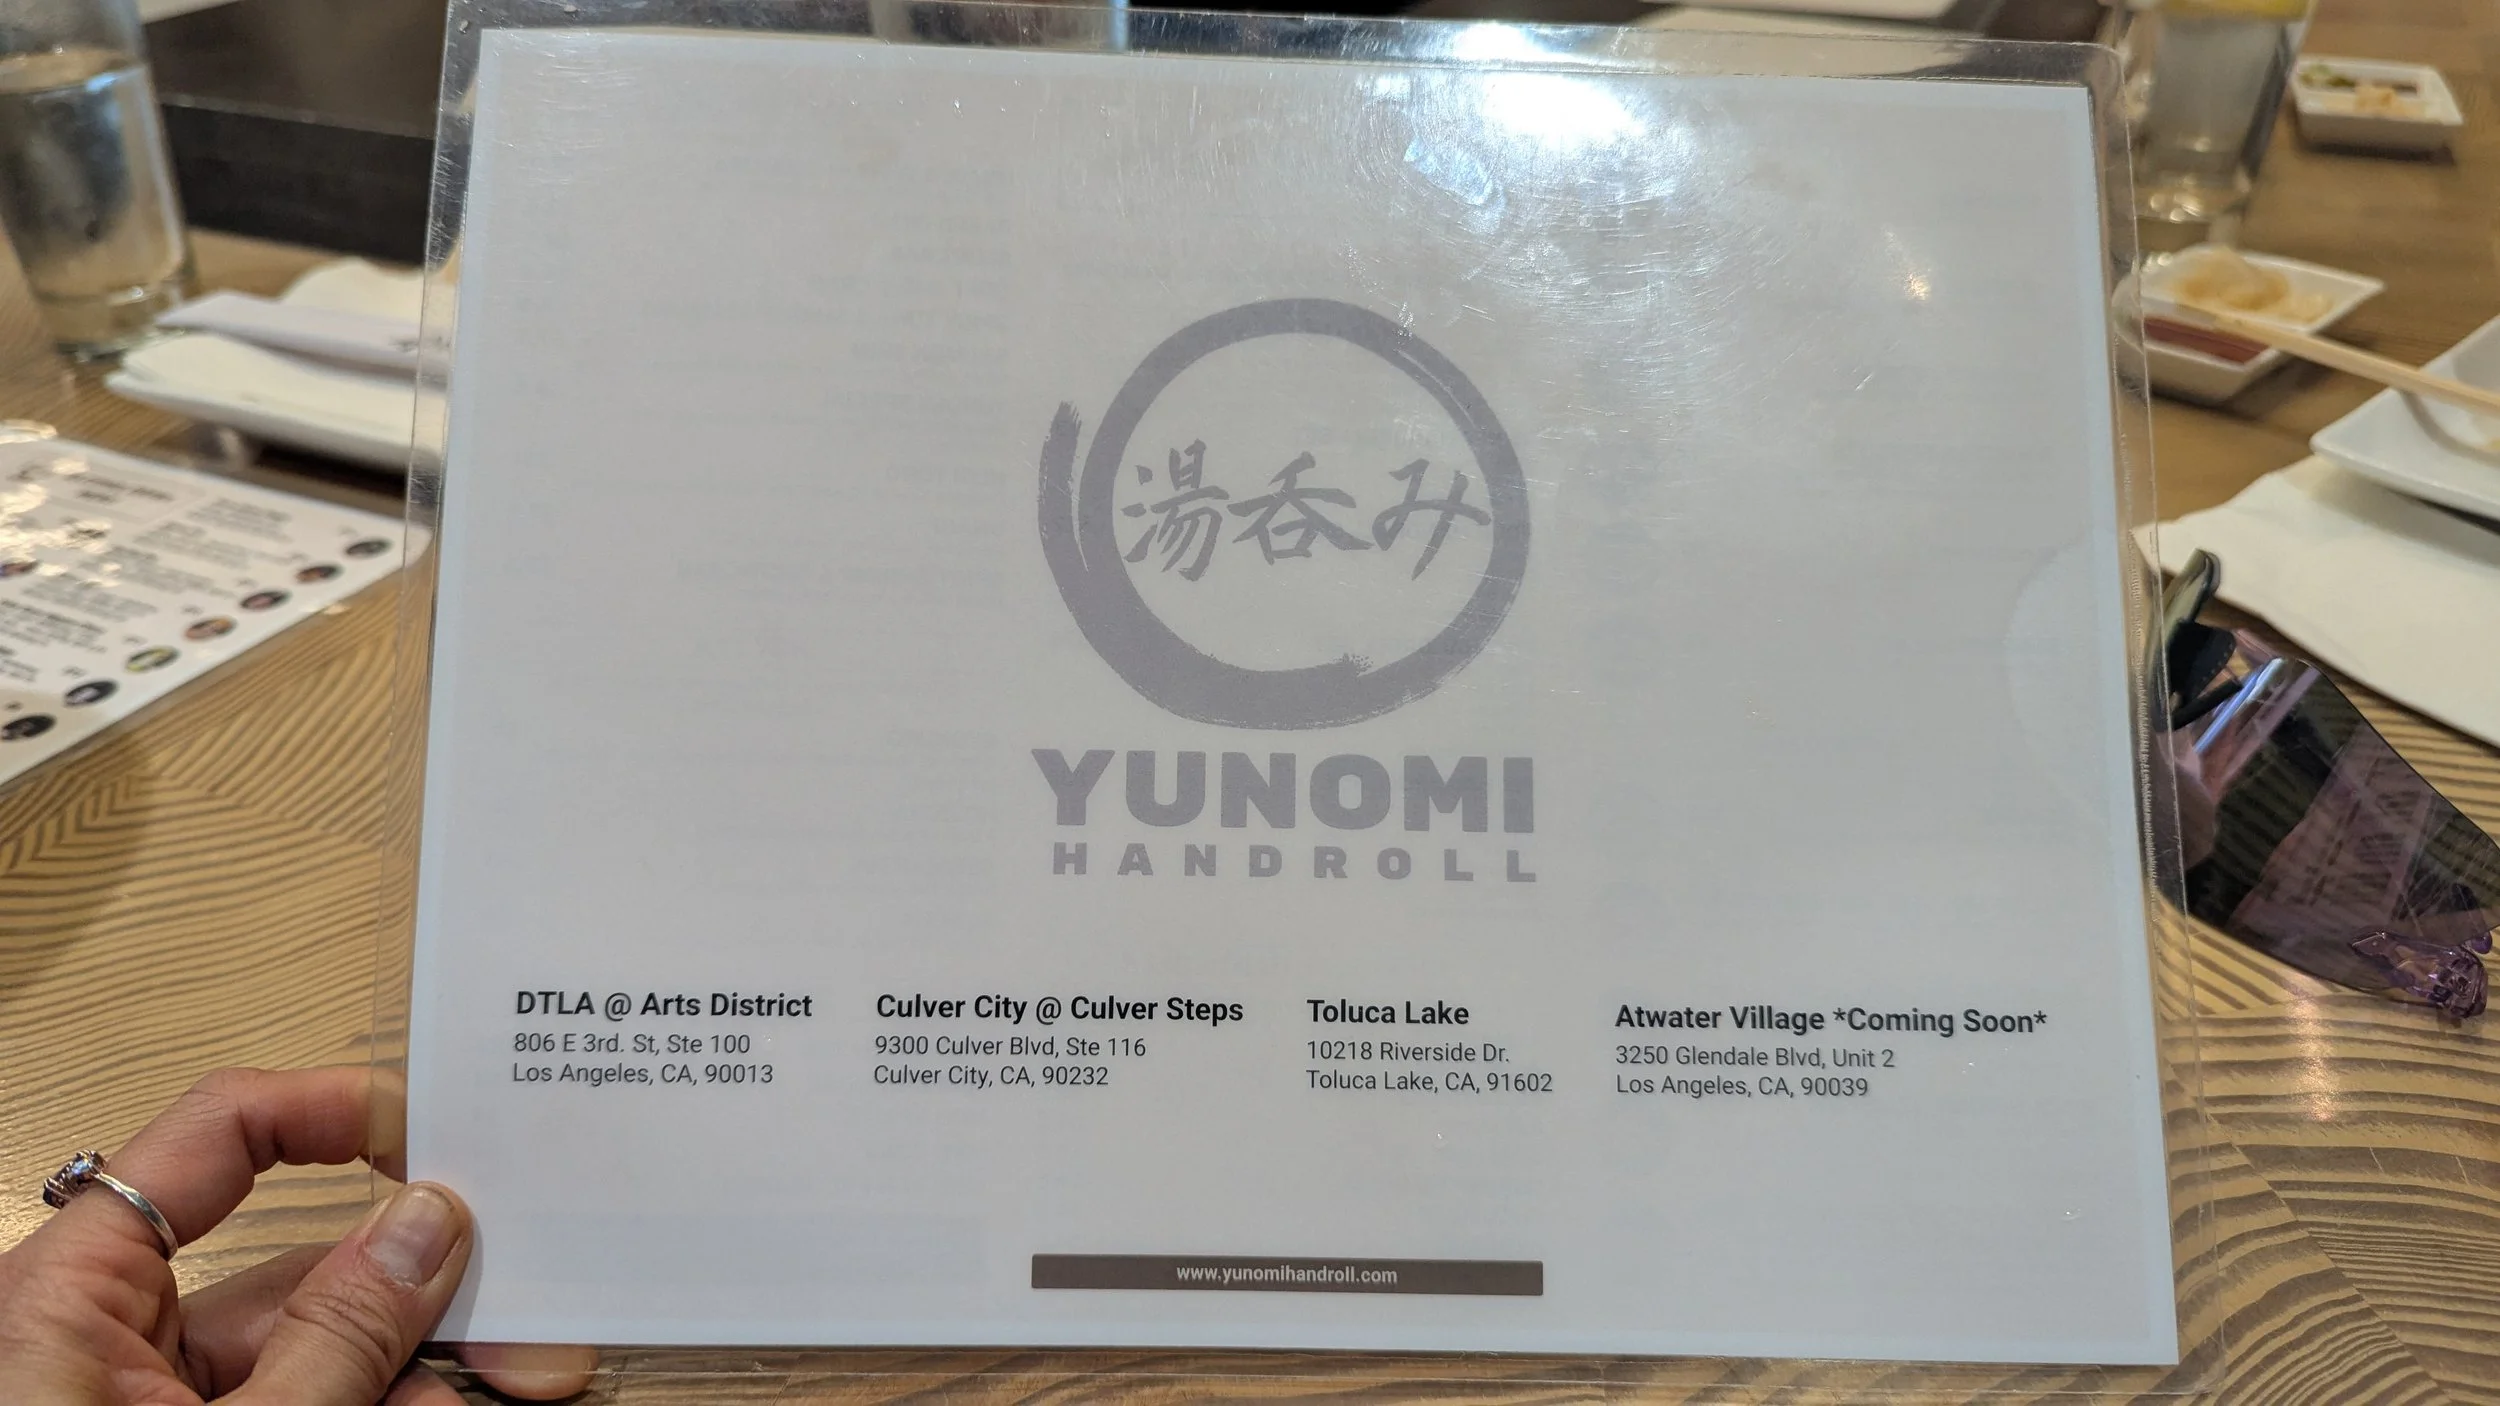 湯呑み
YUNOMI
HANDROLL
DTLA @ Arts District
806 E 3rd. St, Ste 100
Los Angeles, CA, 90013
Culver City @ Culver Steps
9300 Culver Blvd, Ste 116
Culver City, CA, 90232
Toluca Lake
10218 Riverside Dr.
Toluca Lake, CA, 91602
Atwater Village *Coming Soon*
3250 Glendale Blvd, Unit 2
Los Angeles, CA, 90039
www.yunomihandroll.com